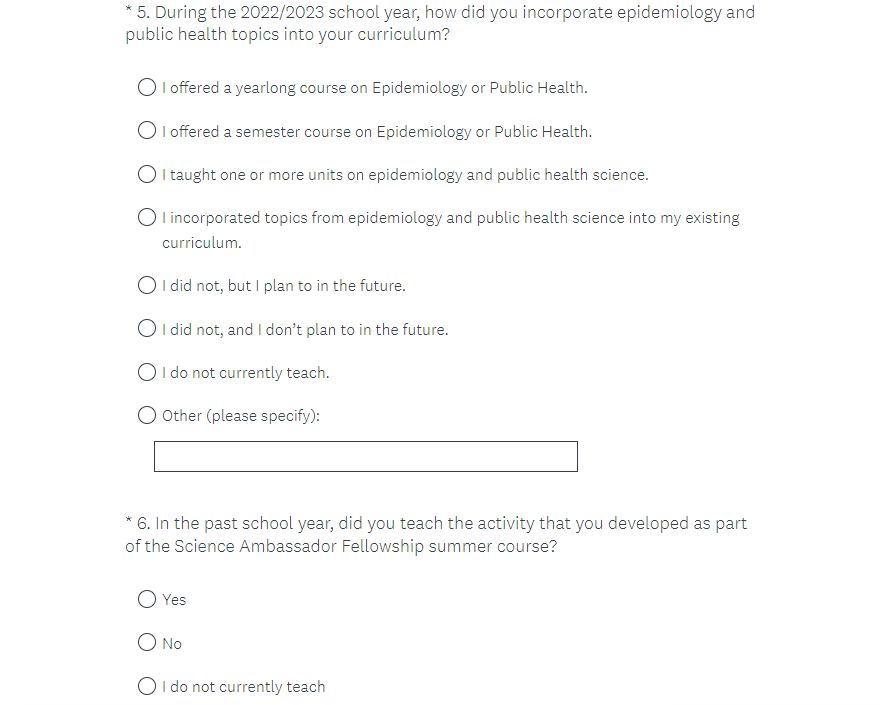 * 5. During the 2022/2023 school year, how did you incorporate epidemiology and
public health topics into your curriculum?
I offered a yearlong course on Epidemiology or Public Health.
I offered a semester course on Epidemiology or Public Health.
I taught one or more units on epidemiology and public health science.
I incorporated topics from epidemiology and public health science into my existing
curriculum.
I did not, but I plan to in the future.
I did not, and I don’t plan to in the future.
I do not currently teach.
Other (please specify):
* 6. In the past school year, did you teach the activity that you developed as part
of the Science Ambassador Fellowship summer course?
Yes
No
I do not currently teach